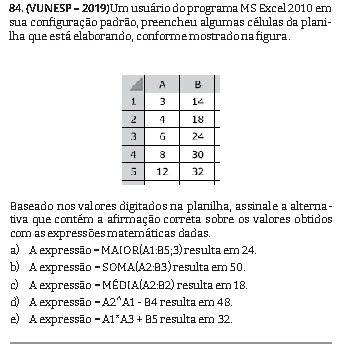 84. (VUNESP – 2019)Um usuário do programa MS Excel 2010 em
sua configuração padrão, preencheu algumas células da plani-
lha que está elaborando, conforme mostrado na figura.
A B
1 3 14
2 4 18
3 6 24
4 8 30
5 12 32
Baseado nos valores digitados na planilha, assinale a alterna-
tiva que contém a afirmação correta sobre os valores obtidos
com as expressões matemáticas dadas.
a) A expressão =MAIOR(A1:B5;3) resulta em 24.
b) A expressão =SOMA(A2:B3) resulta em 50.
c) A expressão =MÉDIA(A2:B2) resulta em 18.
d) A expressão =A2^A1 - B4 resulta em 48.
e) A expressão =A1*A3 + B5 resulta em 32.